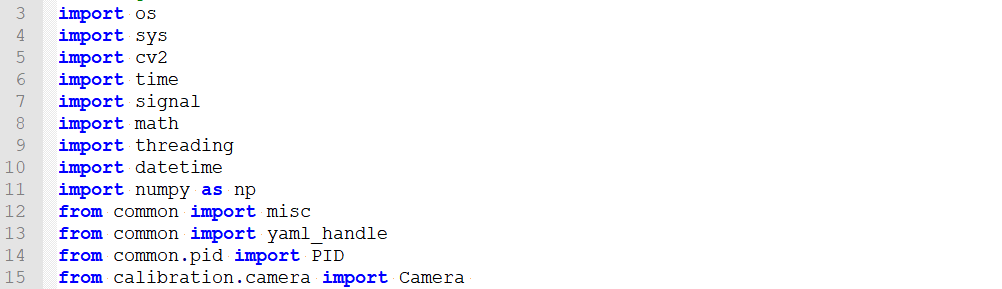 3 import os
4 import sys
5 import cv2
6 import time
7 import signal
8 import math
9 import threading
10 import datetime
11 import numpy as np
12 from common import misc
13 from common import yaml_handle
14 from common.pid import PID
15 from calibration.camera import Camera